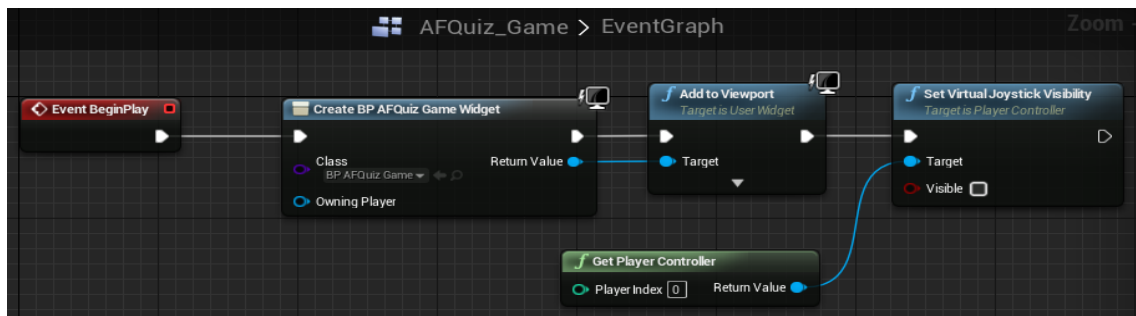 AFQuiz_Game > EventGraph
Zoom -
Event BeginPlay
Create BP AFQuiz Game Widget
Class
BP AFQuiz Game
Return Value
Owning Player
Add to Viewport
Target is User Widget
Target
Set Virtual Joystick Visibility
Target is Player Controller
Target
Visible
Get Player Controller
Player Index 0
Return Value